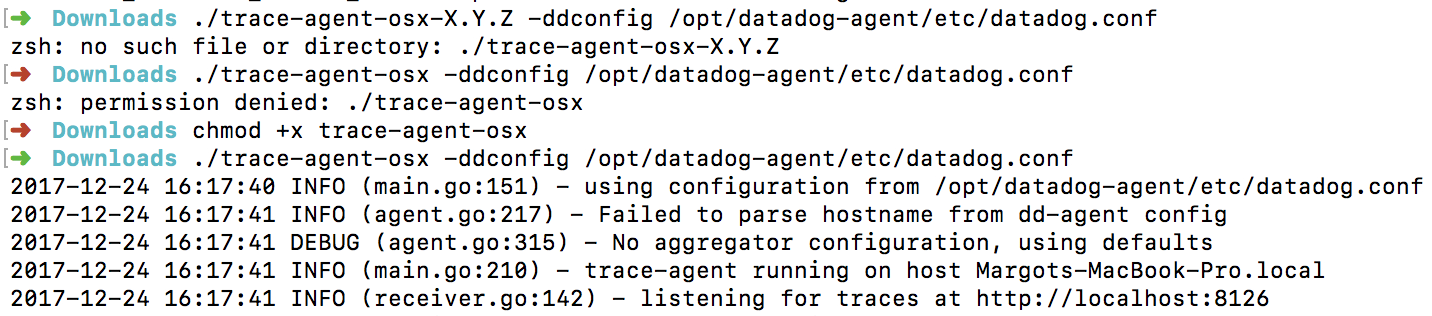 [➜ Downloads ./trace-agent-osx-X.Y.Z -ddconfig /opt/datadog-agent/etc/datadog.conf
zsh: no such file or directory: ./trace-agent-osx-X.Y.Z
[➜ Downloads ./trace-agent-osx -ddconfig /opt/datadog-agent/etc/datadog.conf
zsh: permission denied: ./trace-agent-osx
[➜ Downloads chmod +x trace-agent-osx
[➜ Downloads ./trace-agent-osx -ddconfig /opt/datadog-agent/etc/datadog.conf
2017-12-24 16:17:40 INFO (main.go:151) - using configuration from /opt/datadog-agent/etc/datadog.conf
2017-12-24 16:17:41 INFO (agent.go:217) - Failed to parse hostname from dd-agent config
2017-12-24 16:17:41 DEBUG (agent.go:315) - No aggregator configuration, using defaults
2017-12-24 16:17:41 INFO (main.go:210) - trace-agent running on host Margots-MacBook-Pro.local
2017-12-24 16:17:41 INFO (receiver.go:142) - listening for traces at http://localhost:8126